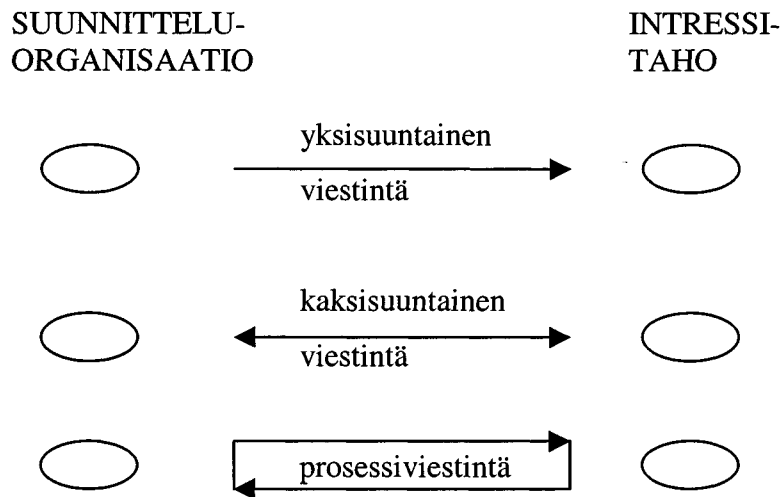 SUUNNITTELU-
ORGANISAATIO
INTRESSI-
TAHO
yksisuuntainen
viestintä
kaksisuuntainen
viestintä
prosessiviestintä